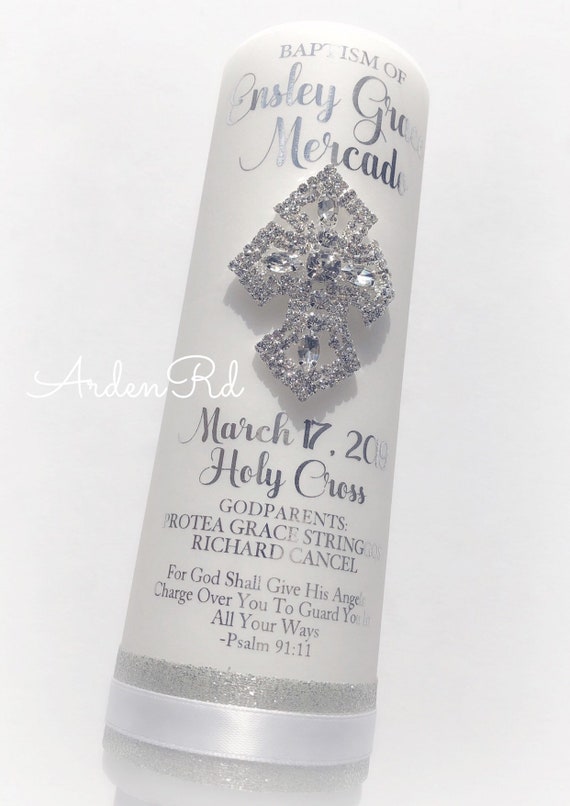 BAPTISM OF
Ensley Grace
Mercado
ArdenRd
March 17, 2019
Holy Cross
GODPARENTS:
PROTEA GRACE
RICHARD CANCEL
For God Shall Give His Angels
Charge Over You To Guard You In
All Your Ways
-Psalm 91:11